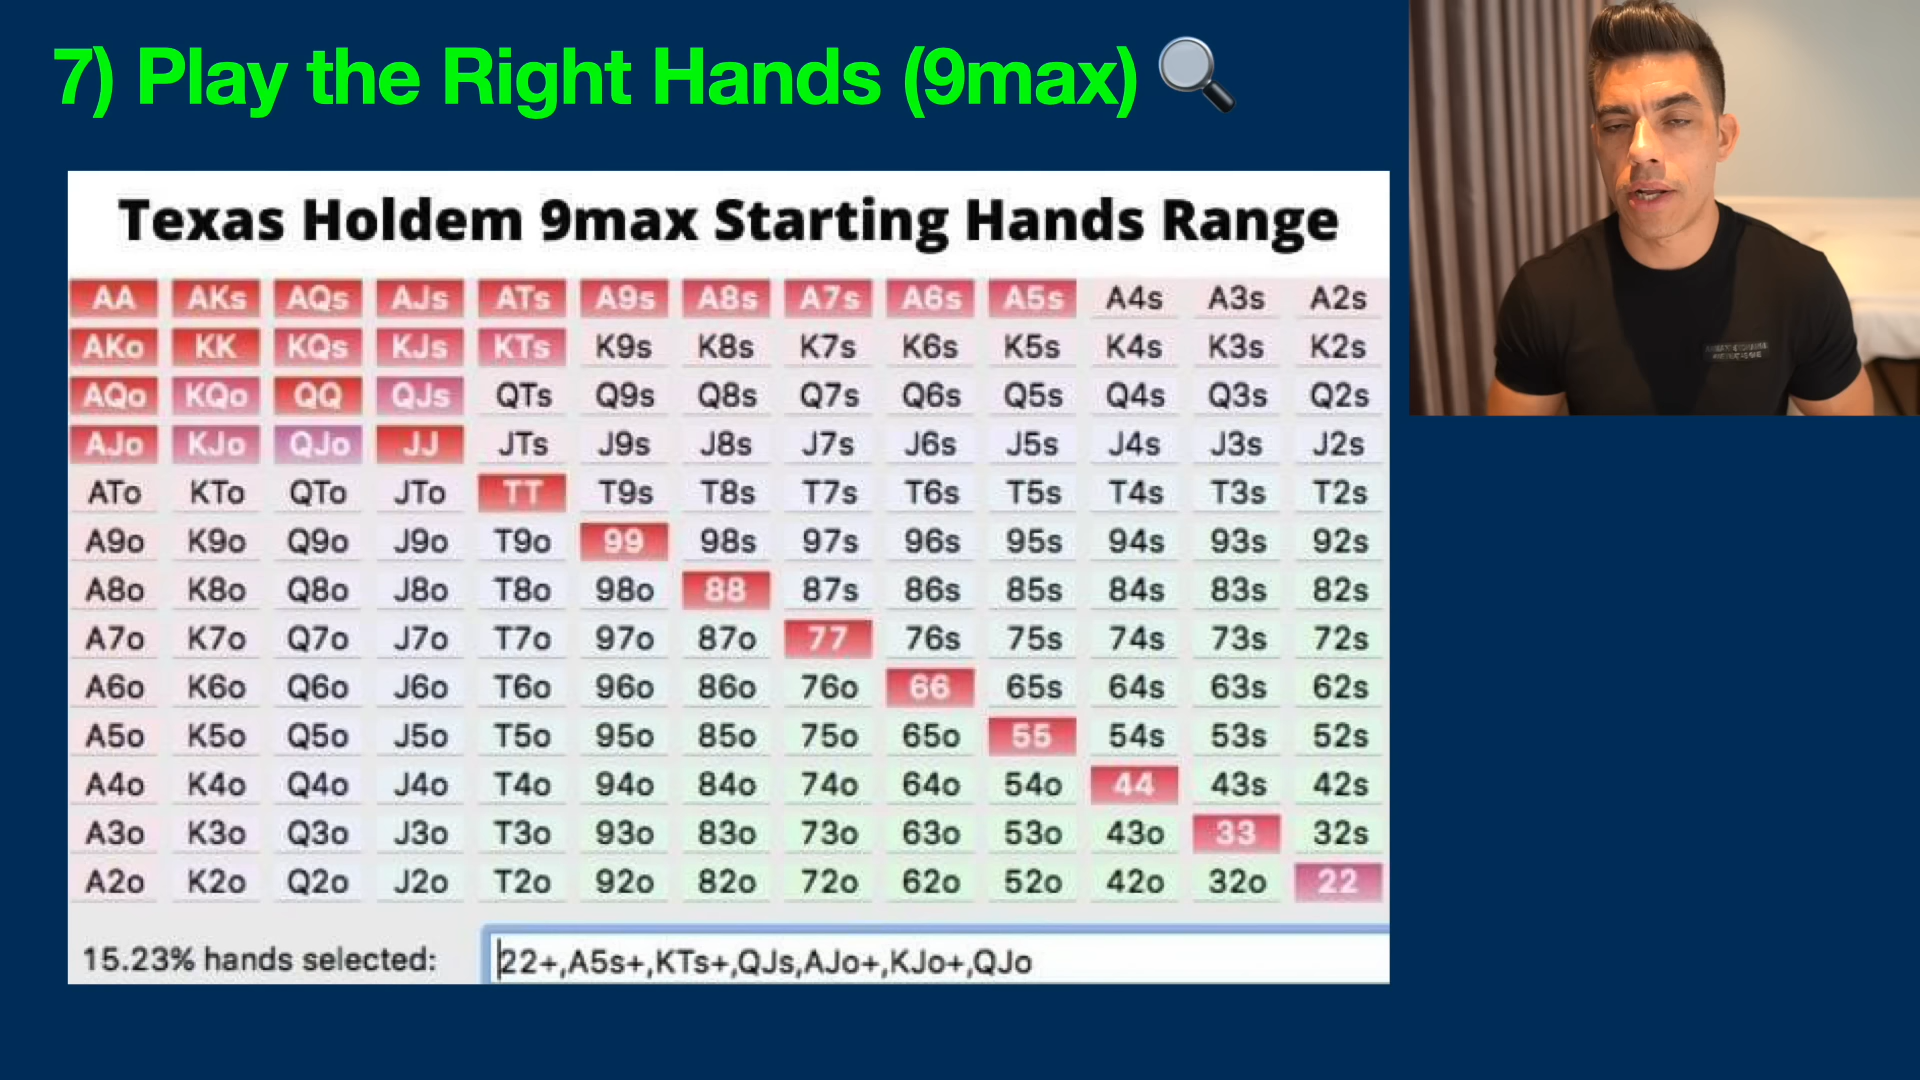 7) Play the Right Hands (9max)
Texas Holdem 9max Starting Hands Range
AA AKs AQs AJs ATs A9s A8s A7s A6s A5s A4s A3s A2s
AKo KK KQs KJs KTs K9s K8s K7s K6s K5s K4s K3s K2s
AQo KQo QQ QJs QTs Q9s Q8s Q7s Q6s Q5s Q4s Q3s Q2s
AJo KJo QJo JJ JTs J9s J8s J7s J6s J5s J4s J3s J2s
ATo KTo QTo JTo TT T9s T8s T7s T6s T5s T4s T3s T2s
A9o K9o Q9o J9o T9o 99 98s 97s 96s 95s 94s 93s 92s
A8o K8o Q8o J8o T8o 98o 88 87s 86s 85s 84s 83s 82s
A7o K7o Q7o J7o T7o 97o 87o 77 76s 75s 74s 73s 72s
A6o K6o Q6o J6o T6o 96o 86o 76o 66 65s 64s 63s 62s
A5o K5o Q5o J5o T5o 95o 85o 75o 65o 55 54s 53s 52s
A4o K4o Q4o J4o T4o 94o 84o 74o 64o 54o 44 43s 42s
A3o K3o Q3o J3o T3o 93o 83o 73o 63o 53o 43o 33 32s
A2o K2o Q2o J2o T2o 92o 82o 72o 62o 52o 42o 32o 22
15.23% hands selected: 22+,A5s+,KTs+,QJs,AJo+,KJo+,QJo